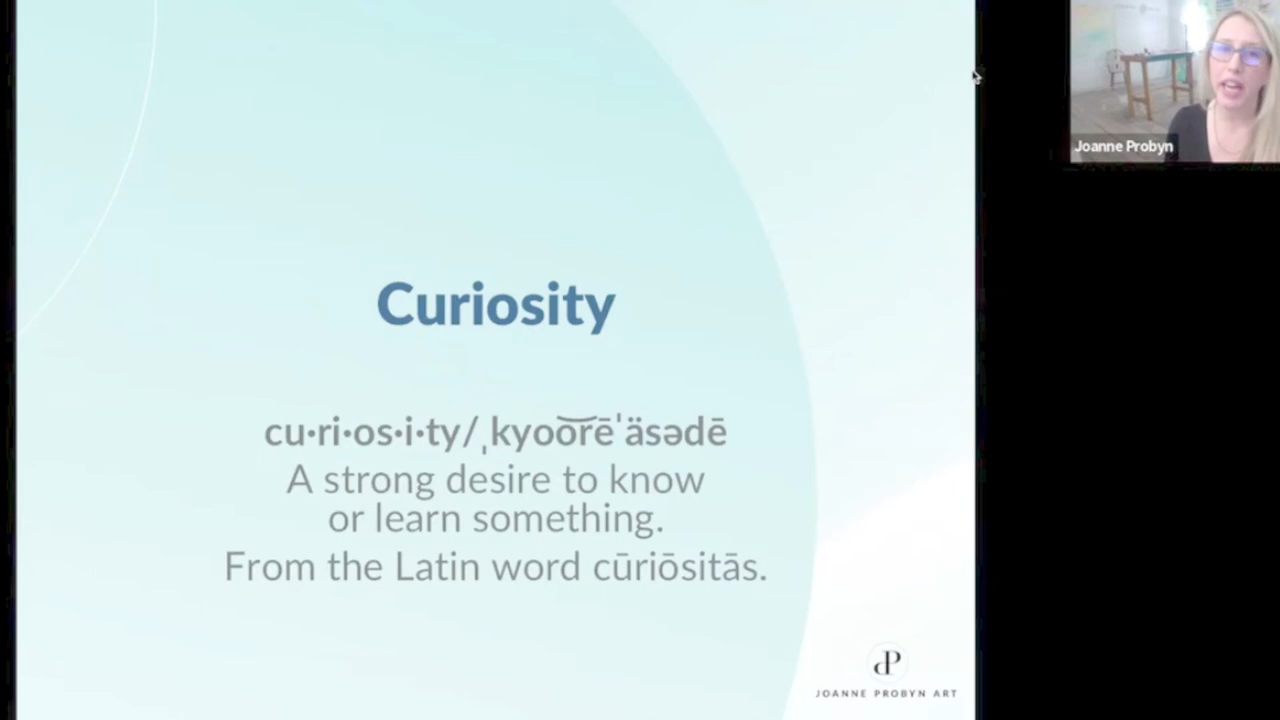 Curiosity
cu·ri·os·i·ty/ˌkyo͝orēˈäsədē
A strong desire to know
or learn something.
From the Latin word cūriōsitās.
dP
JOANNE PROBYN ART
Joanne Probyn